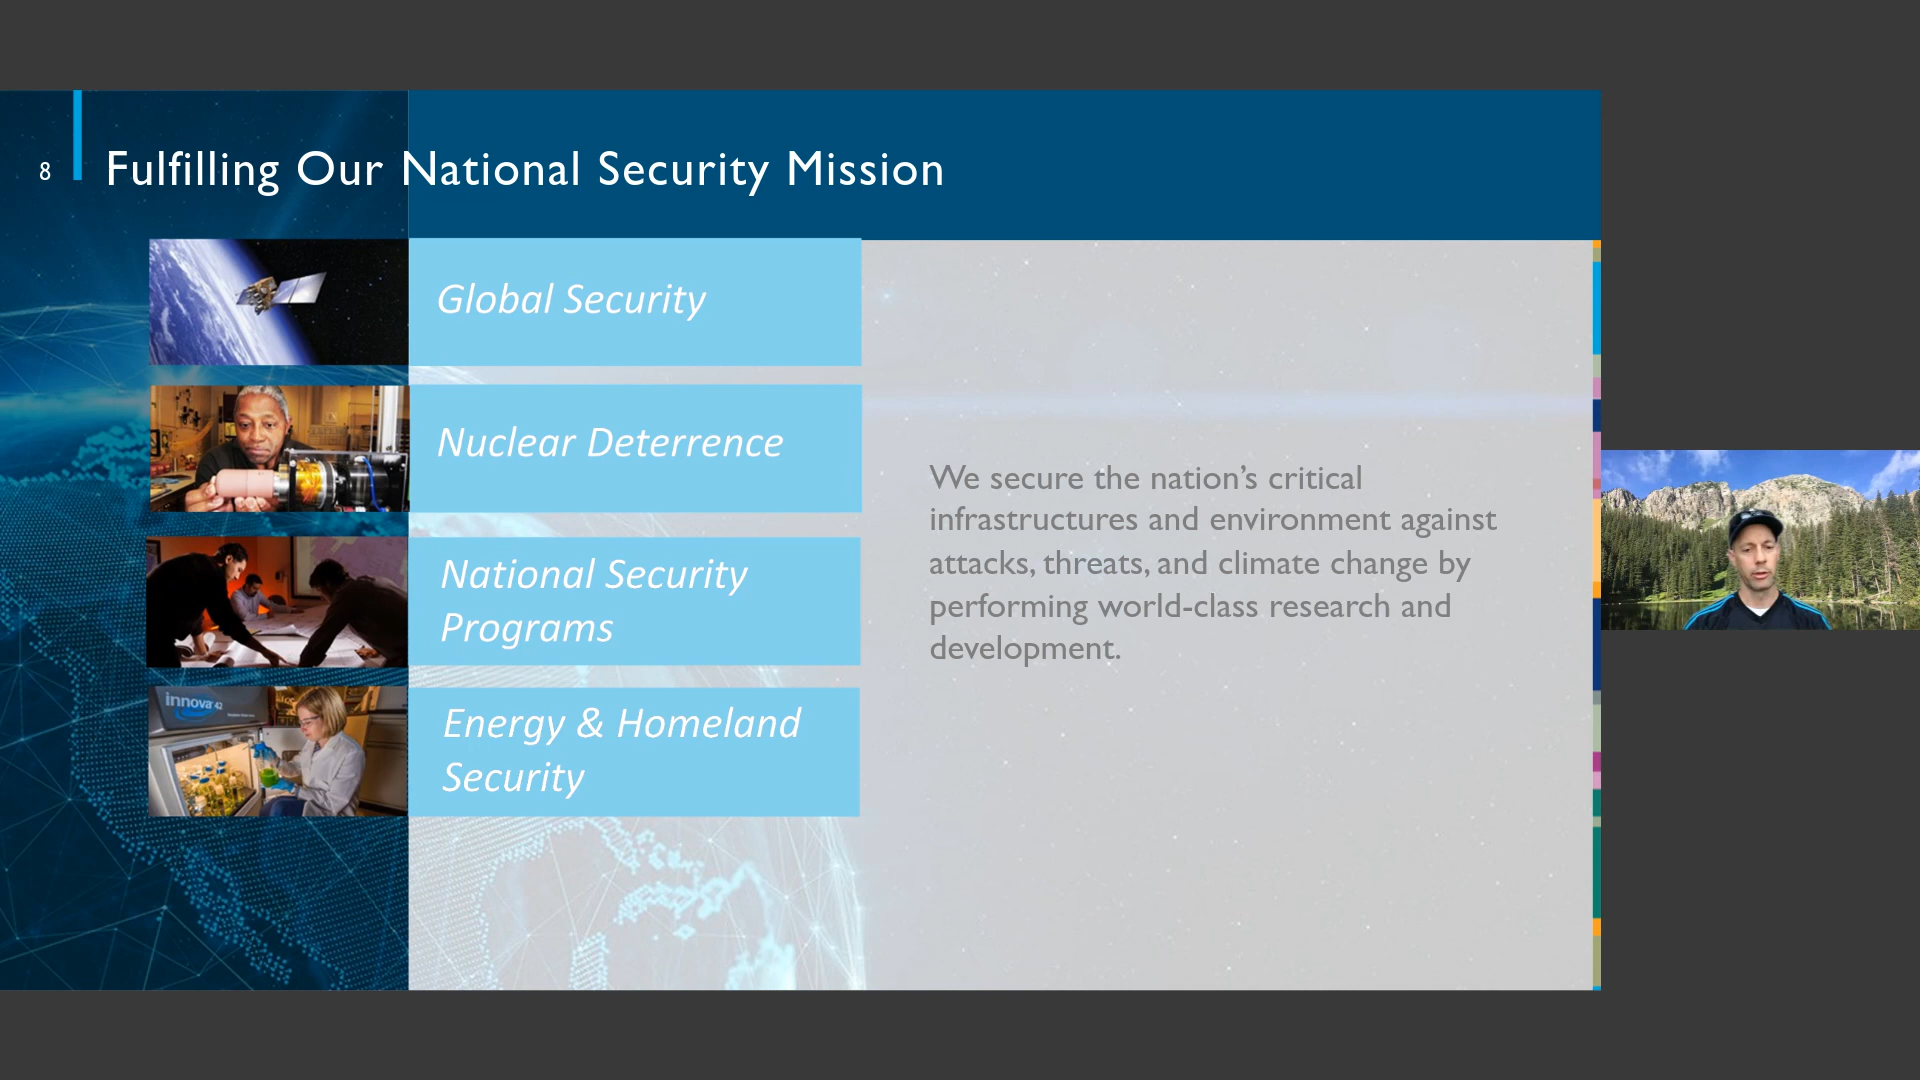 8
Fulfilling Our National Security Mission
Global Security
Nuclear Deterrence
National Security
Programs
innova 42
Energy & Homeland
Security
We secure the nation’s critical
infrastructures and environment against
attacks, threats, and climate change by
performing world-class research and
development.